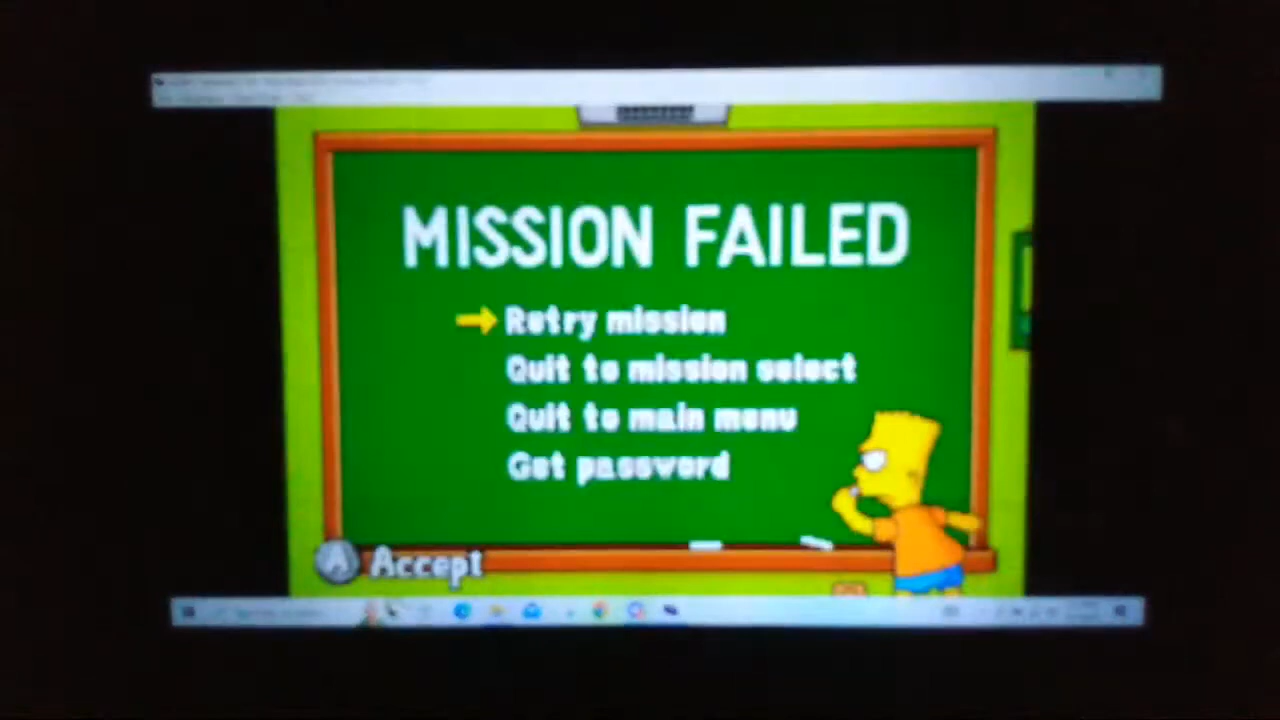 MISSION FAILED
Retry mission
Quit to mission select
Quit to main menu
Get password
A Accept